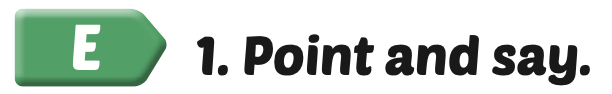 E 1. Point and say.